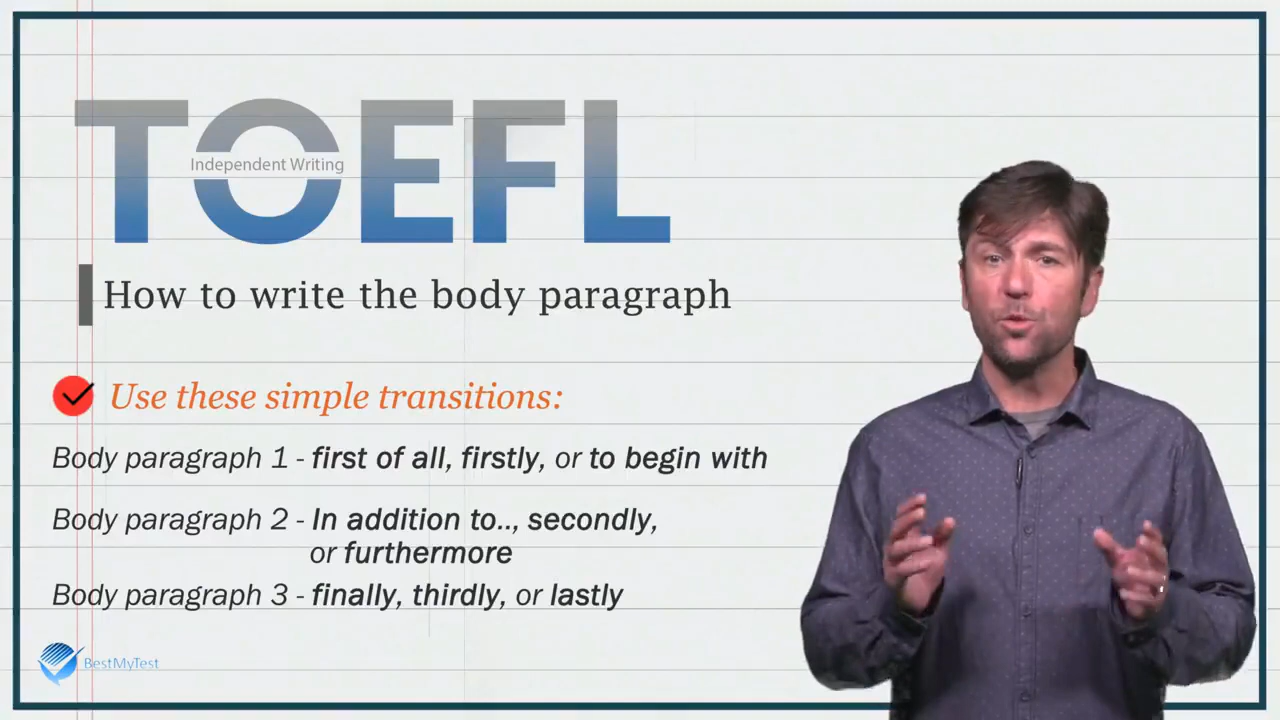 TOEFL
Independent Writing
How to write the body paragraph
Use these simple transitions:
Body paragraph 1 - first of all, firstly, or to begin with
Body paragraph 2 - In addition to.., secondly,
or furthermore
Body paragraph 3 - finally, thirdly, or lastly
BestMyTest